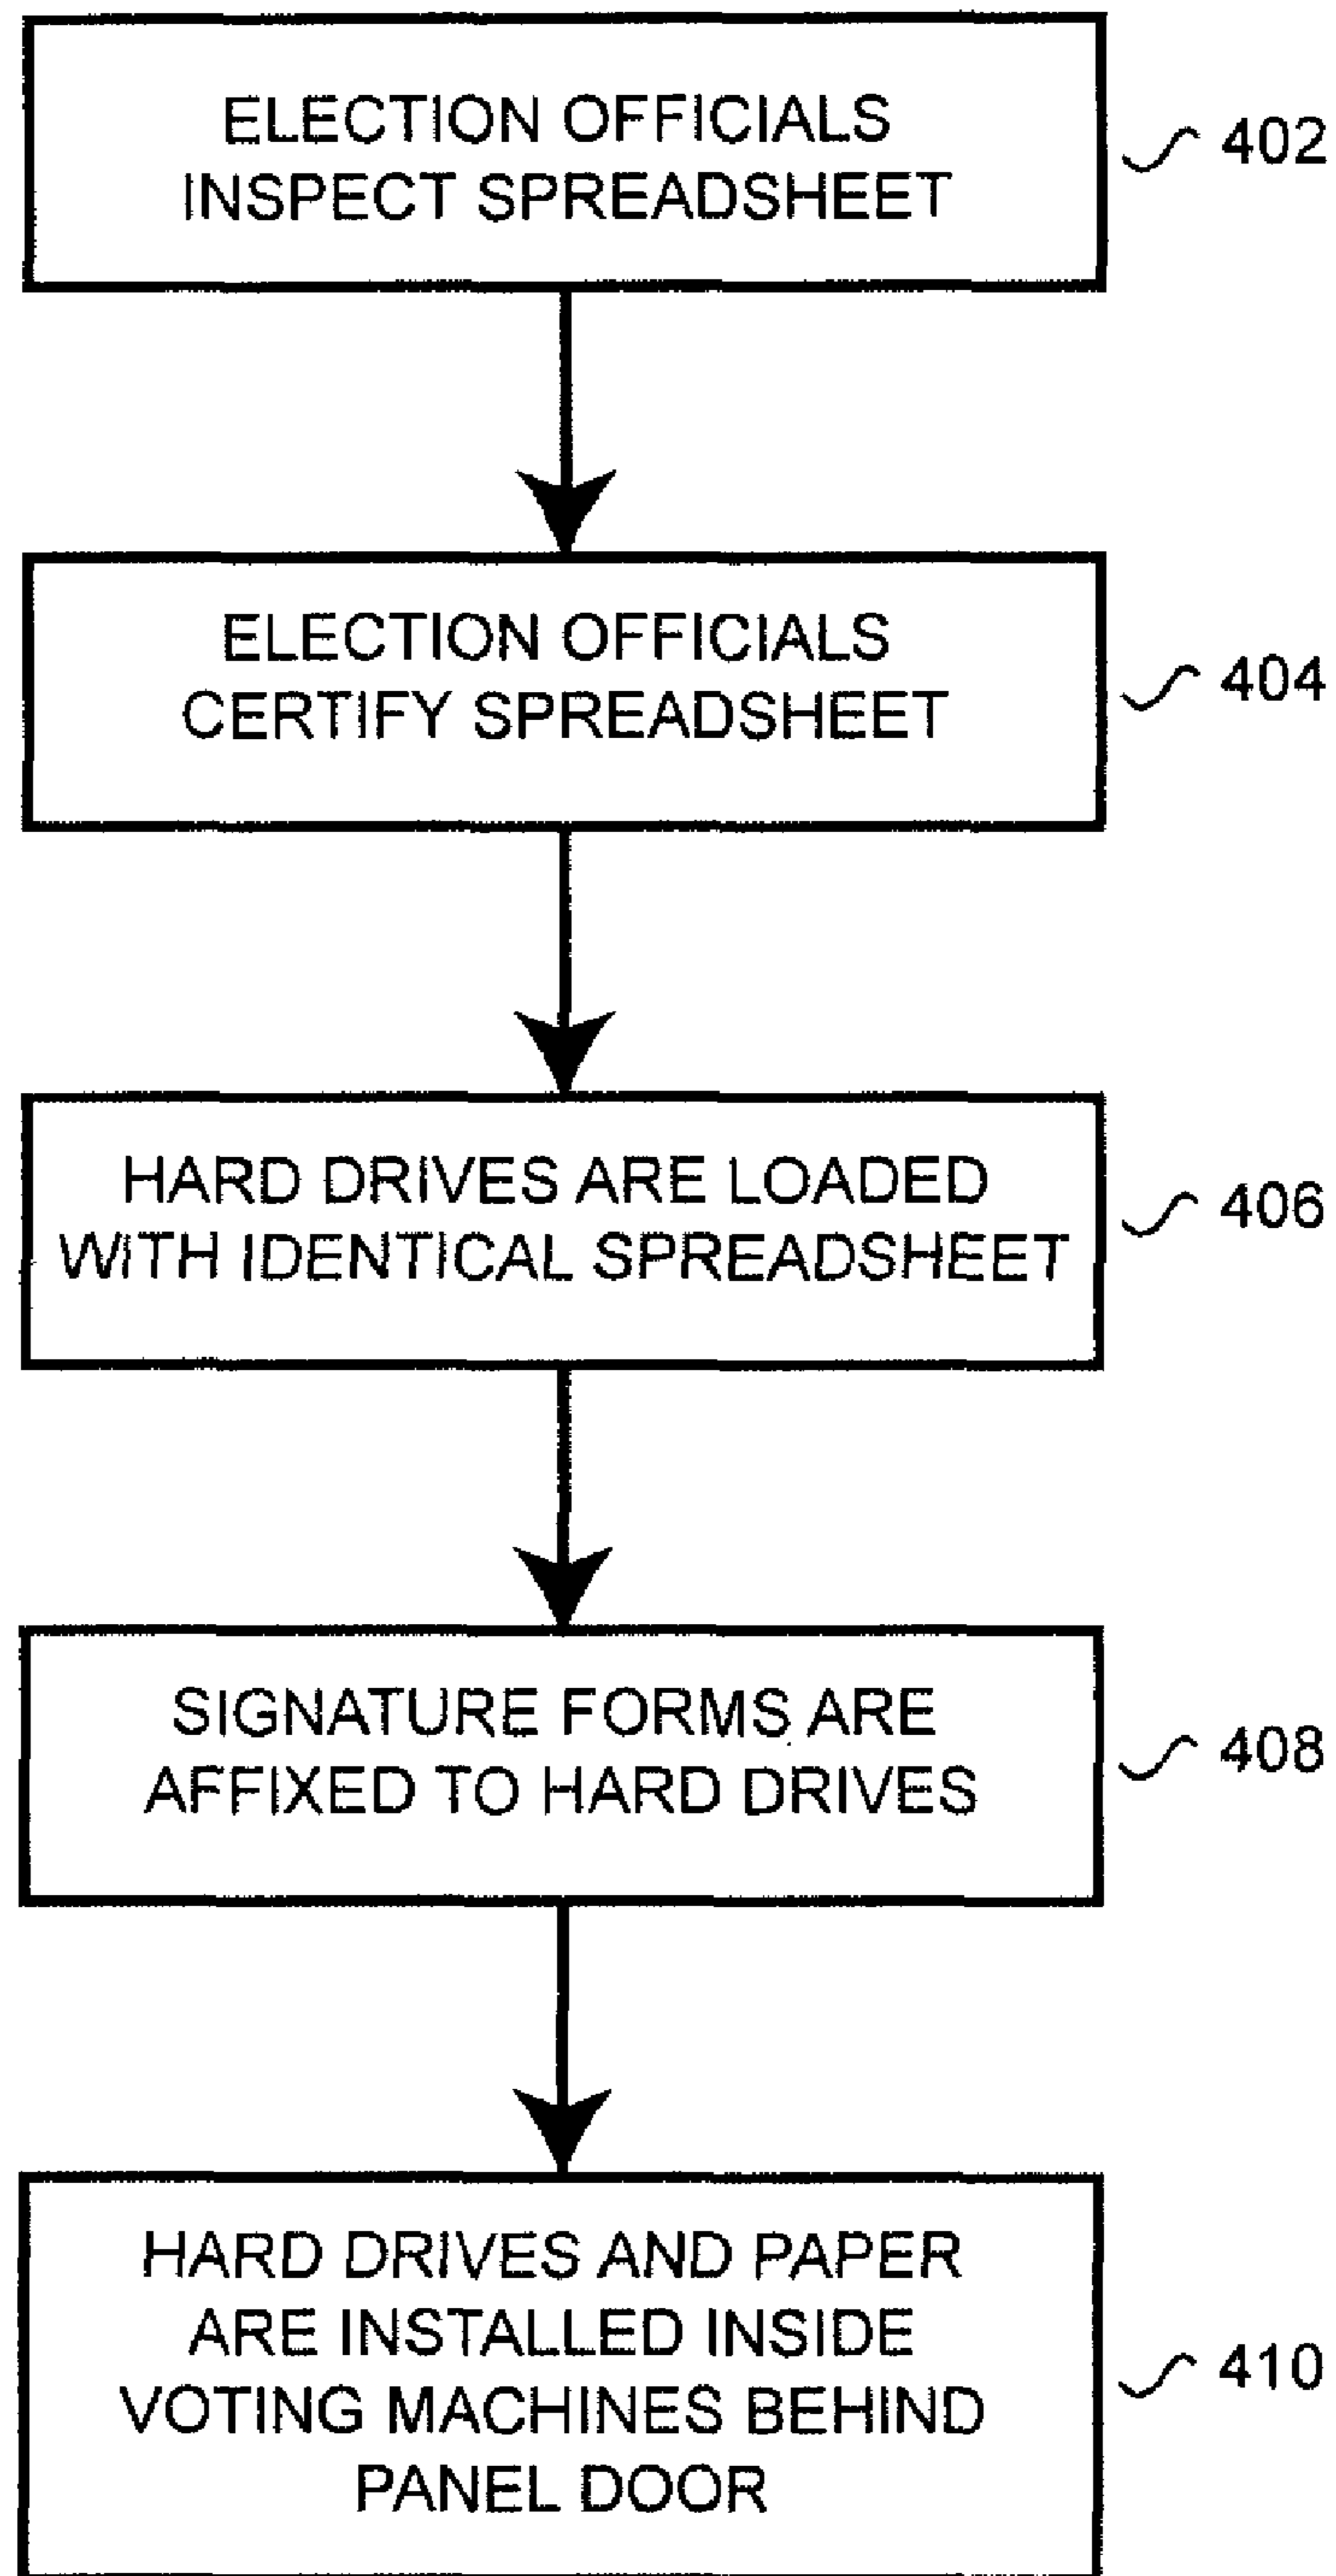 ELECTION OFFICIALS
INSPECT SPREADSHEET
402
ELECTION OFFICIALS
CERTIFY SPREADSHEET
404
HARD DRIVES ARE LOADED
WITH IDENTICAL SPREADSHEET
406
SIGNATURE FORMS ARE
AFFIXED TO HARD DRIVES
408
HARD DRIVES AND PAPER
ARE INSTALLED INSIDE
VOTING MACHINES BEHIND
PANEL DOOR
410